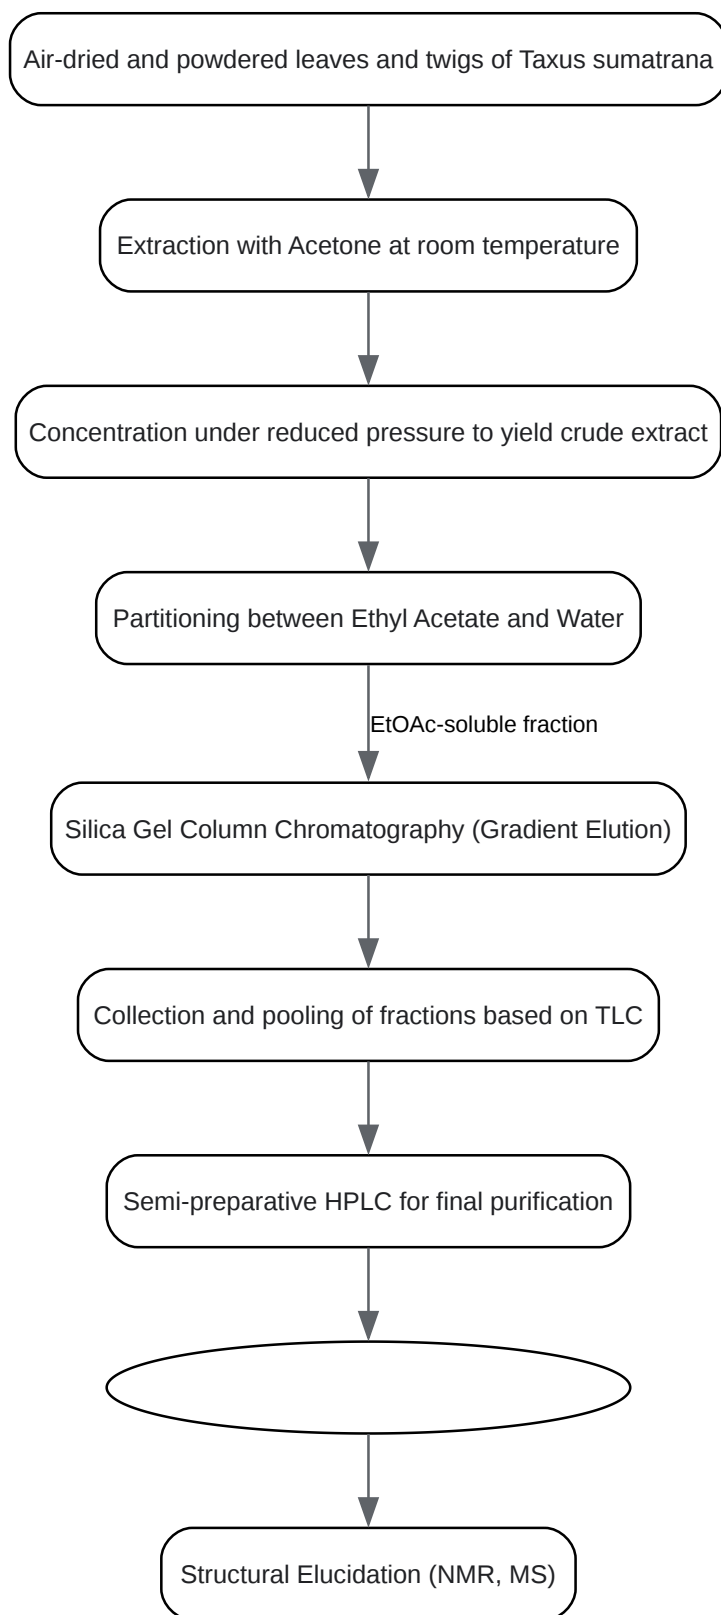 Air-dried and powdered leaves and twigs of Taxus sumatrana
Extraction with Acetone at room temperature
Concentration under reduced pressure to yield crude extract
Partitioning between Ethyl Acetate and Water
EtOAc-soluble fraction
Silica Gel Column Chromatography (Gradient Elution)
Collection and pooling of fractions based on TLC
Semi-preparative HPLC for final purification
Structural Elucidation (NMR, MS)